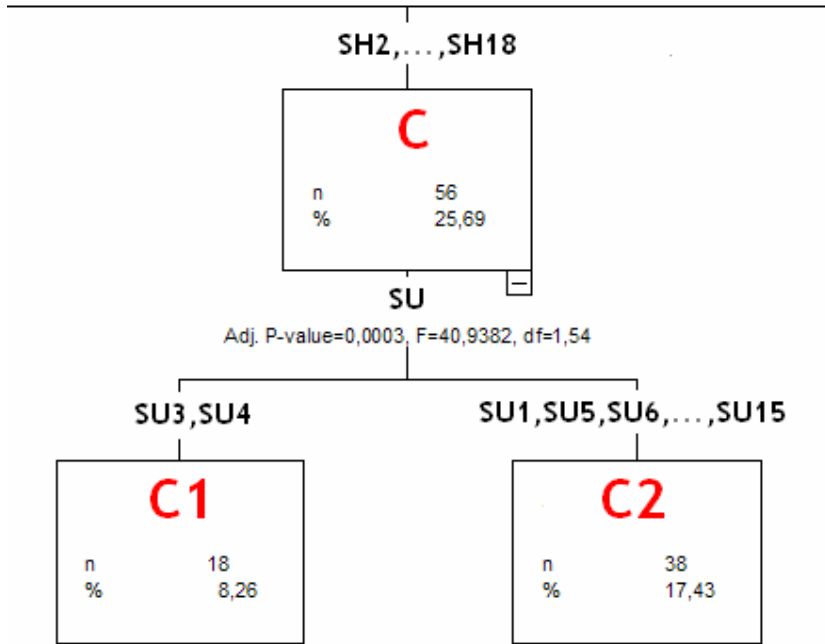 SH2,...,SH18
C
n 56
% 25,69
SU
Adj. P-value=0,0003, F=40,9382, df=1,54
SU3,SU4
SU1,SU5,SU6,...,SU15
C1
n 18
% 8,26
C2
n 38
% 17,43